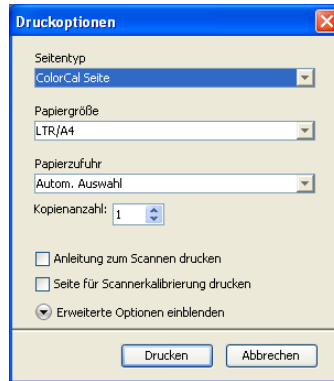 Druckoptionen
Seitentyp
ColorCal Seite
Papiergröße
LTR/A4
Papierzufuhr
Autom. Auswahl
Kopienanzahl: 1
Anleitung zum Scannen drucken
Seite für Scannerkalibrierung drucken
Erweiterte Optionen einblenden
Drucken Abbrechen